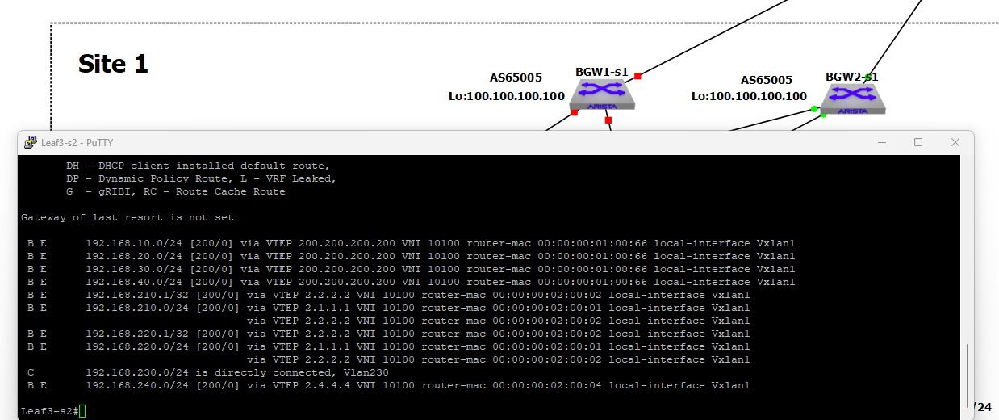 Site 1
AS65005
BGW1-s1
Lo:100.100.100.100
ARISTA
AS65005
BGW2-s1
Lo:100.100.100.100
ARISTA
Leaf3-s2 - PuTTY
DH - DHCP client installed default route,
DP - Dynamic Policy Route, L - VRF Leaked,
G  - gRIBI, RC - Route Cache Route
Gateway of last resort is not set
B E      192.168.10.0/24 [200/0] via VTEP 200.200.200.200 VNI 10100 router-mac 00:00:00:01:00:66 local-interface Vxlan1
B E      192.168.20.0/24 [200/0] via VTEP 200.200.200.200 VNI 10100 router-mac 00:00:00:01:00:66 local-interface Vxlan1
B E      192.168.30.0/24 [200/0] via VTEP 200.200.200.200 VNI 10100 router-mac 00:00:00:01:00:66 local-interface Vxlan1
B E      192.168.40.0/24 [200/0] via VTEP 200.200.200.200 VNI 10100 router-mac 00:00:00:01:00:66 local-interface Vxlan1
B E      192.168.210.1/32 [200/0] via VTEP 2.2.2.2 VNI 10100 router-mac 00:00:00:02:00:02 local-interface Vxlan1
B E      192.168.210.0/24 [200/0] via VTEP 2.1.1.1 VNI 10100 router-mac 00:00:00:02:00:01 local-interface Vxlan1
via VTEP 2.2.2.2 VNI 10100 router-mac 00:00:00:02:00:02 local-interface Vxlan1
B E      192.168.220.1/32 [200/0] via VTEP 2.2.2.2 VNI 10100 router-mac 00:00:00:02:00:02 local-interface Vxlan1
B E      192.168.220.0/24 [200/0] via VTEP 2.1.1.1 VNI 10100 router-mac 00:00:00:02:00:01 local-interface Vxlan1
via VTEP 2.2.2.2 VNI 10100 router-mac 00:00:00:02:00:02 local-interface Vxlan1
C        192.168.230.0/24 is directly connected, Vlan230
B E      192.168.240.0/24 [200/0] via VTEP 2.4.4.4 VNI 10100 router-mac 00:00:00:02:00:04 local-interface Vxlan1
Leaf3-s2#
/24